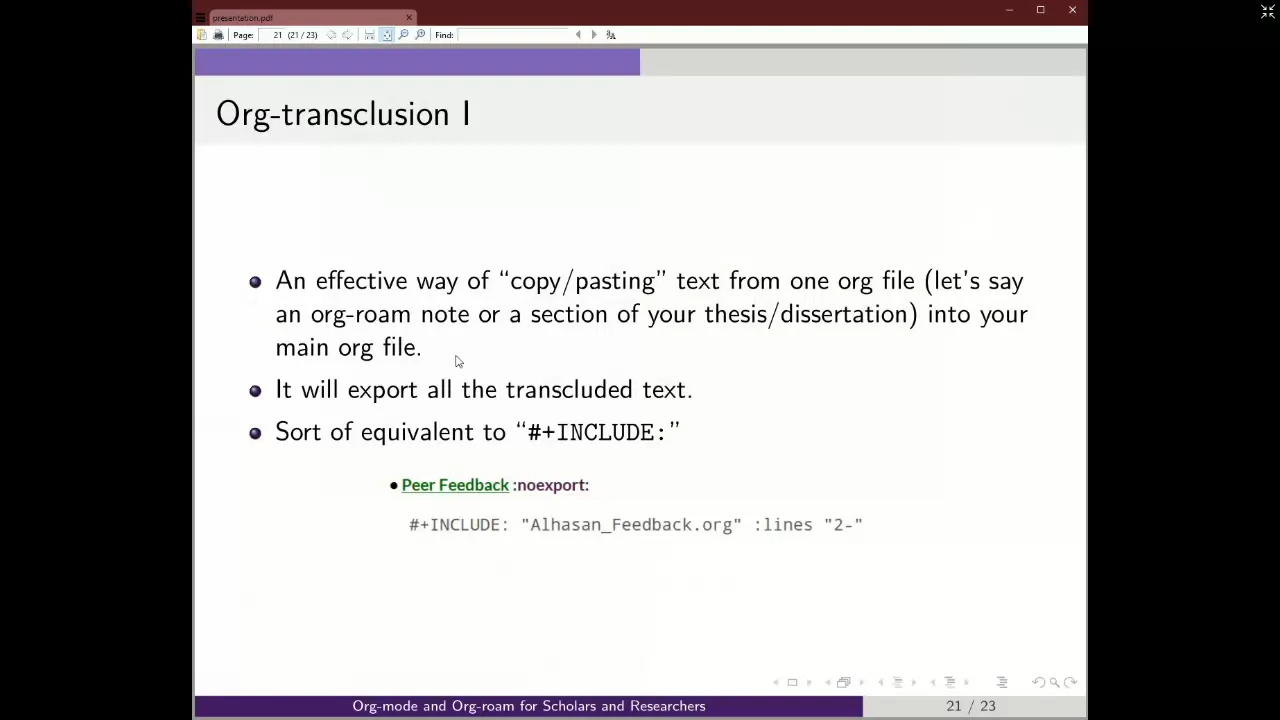 presentation.pdf
Page: 21 (21 / 23) Find:
Org-transclusion I
An effective way of “copy/pasting” text from one org file (let’s say
an org-roam note or a section of your thesis/dissertation) into your
main org file.
It will export all the transcluded text.
Sort of equivalent to “#+INCLUDE:”
Peer Feedback :noexport:
#+INCLUDE: "Alhasan_Feedback.org" :lines "2-"
Org-mode and Org-roam for Scholars and Researchers 21 / 23